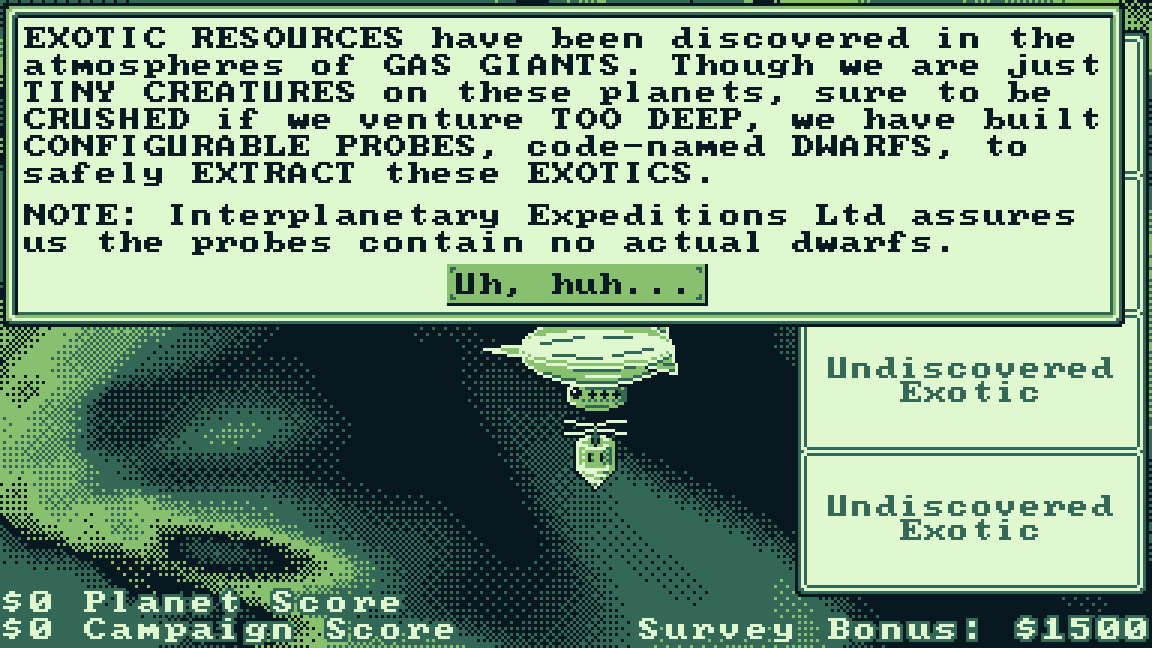 EXOTIC RESOURCES have been discovered in the
atmospheres of GAS GIANTS. Though we are just
TINY CREATURES on these planets, sure to be
CRUSHED if we venture TOO DEEP, we have built
CONFIGURABLE PROBES, code-named DWARFS, to
safely EXTRACT these EXOTICS.
NOTE: Interplanetary Expeditions Ltd assures
us the probes contain no actual dwarfs.
Uh, huh...
Undiscovered
Exotic
Undiscovered
Exotic
$0 Planet Score
$0 Campaign Score
Survey Bonus: $1500